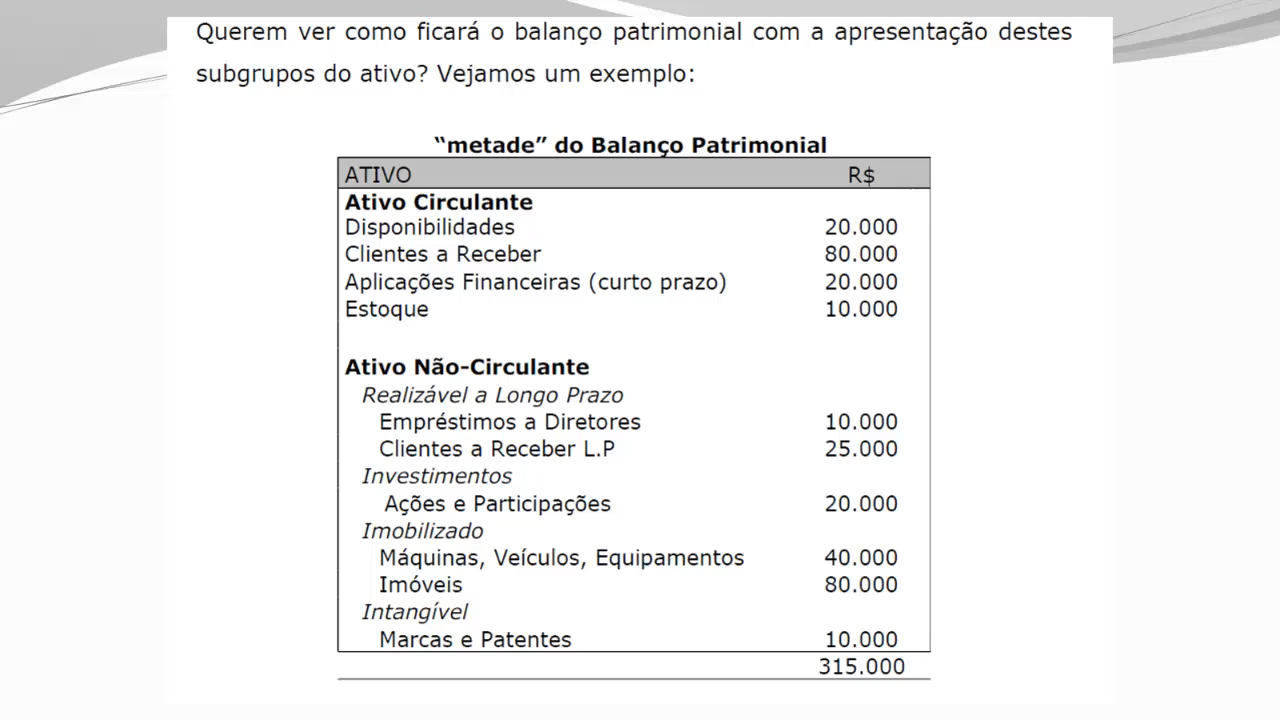 Querem ver como ficará o balanço patrimonial com a apresentação destes
subgrupos do ativo? Vejamos um exemplo:
“metade” do Balanço Patrimonial
ATIVO R$
Ativo Circulante
Disponibilidades 20.000
Clientes a Receber 80.000
Aplicações Financeiras (curto prazo) 20.000
Estoque 10.000
Ativo Não-Circulante
Realizável a Longo Prazo
Empréstimos a Diretores 10.000
Clientes a Receber L.P 25.000
Investimentos
Ações e Participações 20.000
Imobilizado
Máquinas, Veículos, Equipamentos 40.000
Imóveis 80.000
Intangível
Marcas e Patentes 10.000
315.000